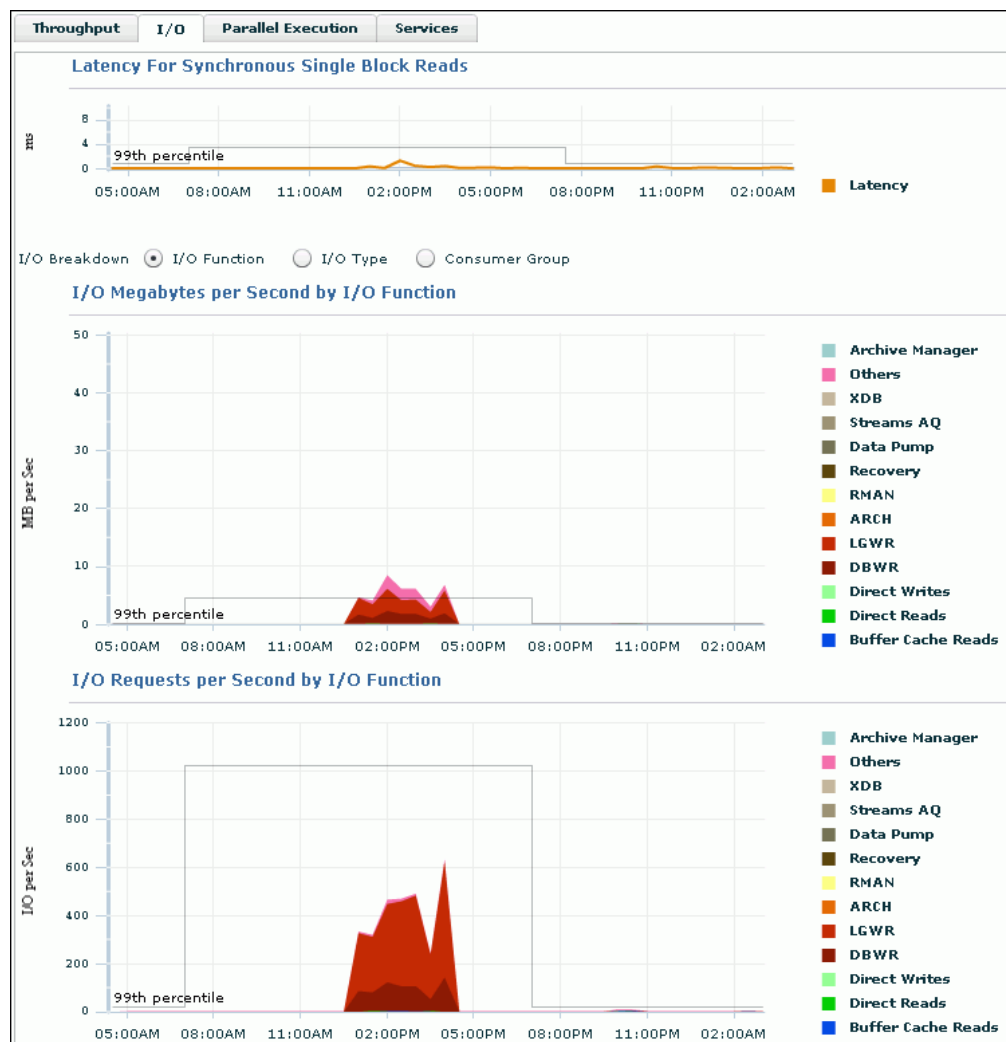 Throughput I/O Parallel Execution Services
Latency For Synchronous Single Block Reads
ms
8
4
0
99th percentile
05:00AM 08:00AM 11:00AM 02:00PM 05:00PM 08:00PM 11:00PM 02:00AM
Latency
I/O Breakdown I/O Function I/O Type Consumer Group
I/O Megabytes per Second by I/O Function
MB per Sec
50
40
30
20
10
0
99th percentile
05:00AM 08:00AM 11:00AM 02:00PM 05:00PM 08:00PM 11:00PM 02:00AM
Archive Manager
Others
XDB
Streams AQ
Data Pump
Recovery
RMAN
ARCH
LGWR
DBWR
Direct Writes
Direct Reads
Buffer Cache Reads
I/O Requests per Second by I/O Function
I/O per Sec
1200
1000
800
600
400
200
0
99th percentile
05:00AM 08:00AM 11:00AM 02:00PM 05:00PM 08:00PM 11:00PM 02:00AM
Archive Manager
Others
XDB
Streams AQ
Data Pump
Recovery
RMAN
ARCH
LGWR
DBWR
Direct Writes
Direct Reads
Buffer Cache Reads